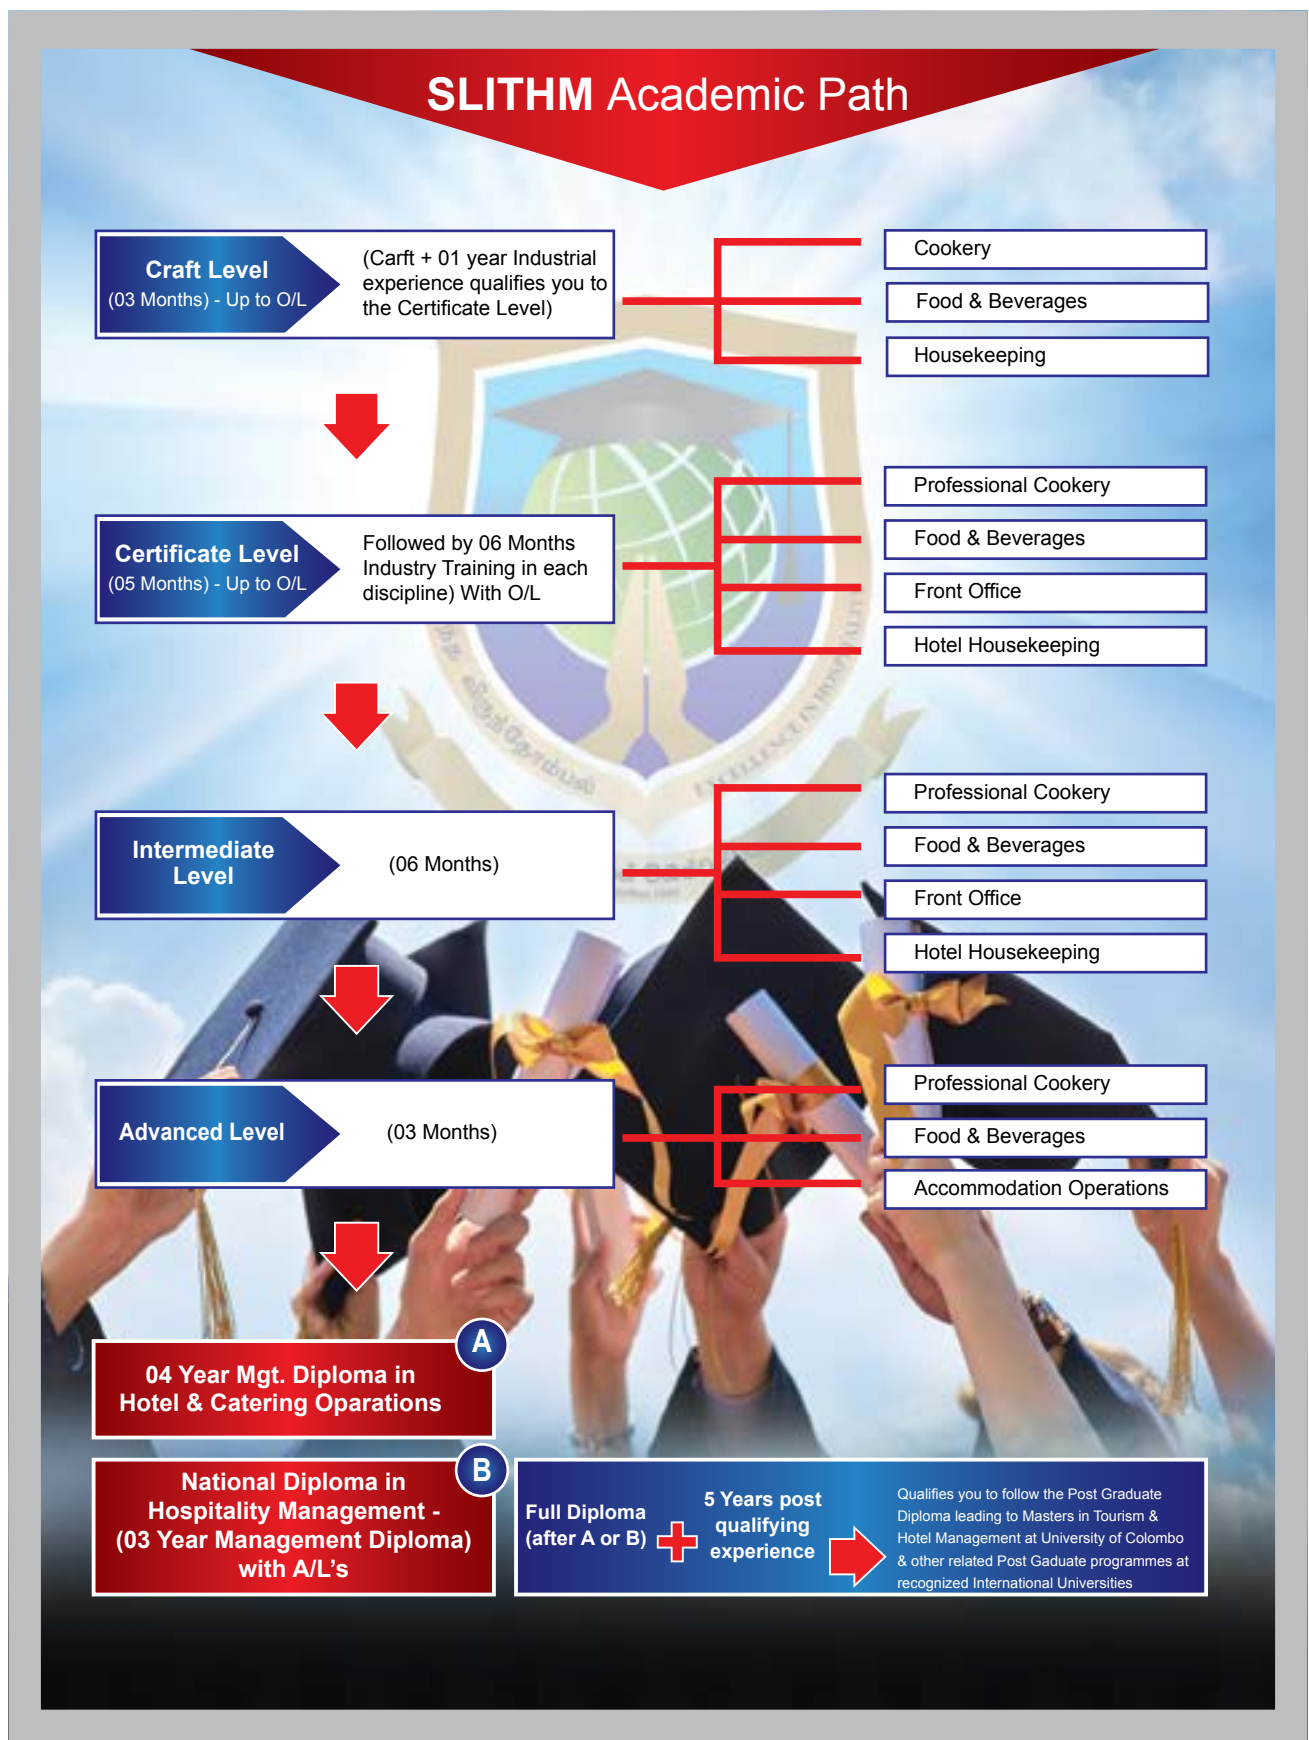 SLITHM Academic Path
Craft Level
(03 Months) - Up to O/L
(Carft + 01 year Industrial
experience qualifies you to
the Certificate Level)
Cookery
Food & Beverages
Housekeeping
Certificate Level
(05 Months) - Up to O/L
Followed by 06 Months
Industry Training in each
discipline) With O/L
Professional Cookery
Food & Beverages
Front Office
Hotel Housekeeping
EXCELLENCE IN HOSPITALITY
Intermediate
Level
(06 Months)
Professional Cookery
Food & Beverages
Front Office
Hotel Housekeeping
Advanced Level
(03 Months)
Professional Cookery
Food & Beverages
Accommodation Operations
A
04 Year Mgt. Diploma in
Hotel & Catering Oparations
B
National Diploma in
Hospitality Management -
(03 Year Management Diploma)
with A/L's
Full Diploma
(after A or B)
5 Years post
qualifying
experience
Qualifies you to follow the Post Graduate
Diploma leading to Masters in Tourism &
Hotel Management at University of Colombo
& other related Post Gaduate programmes at
recognized International Universities